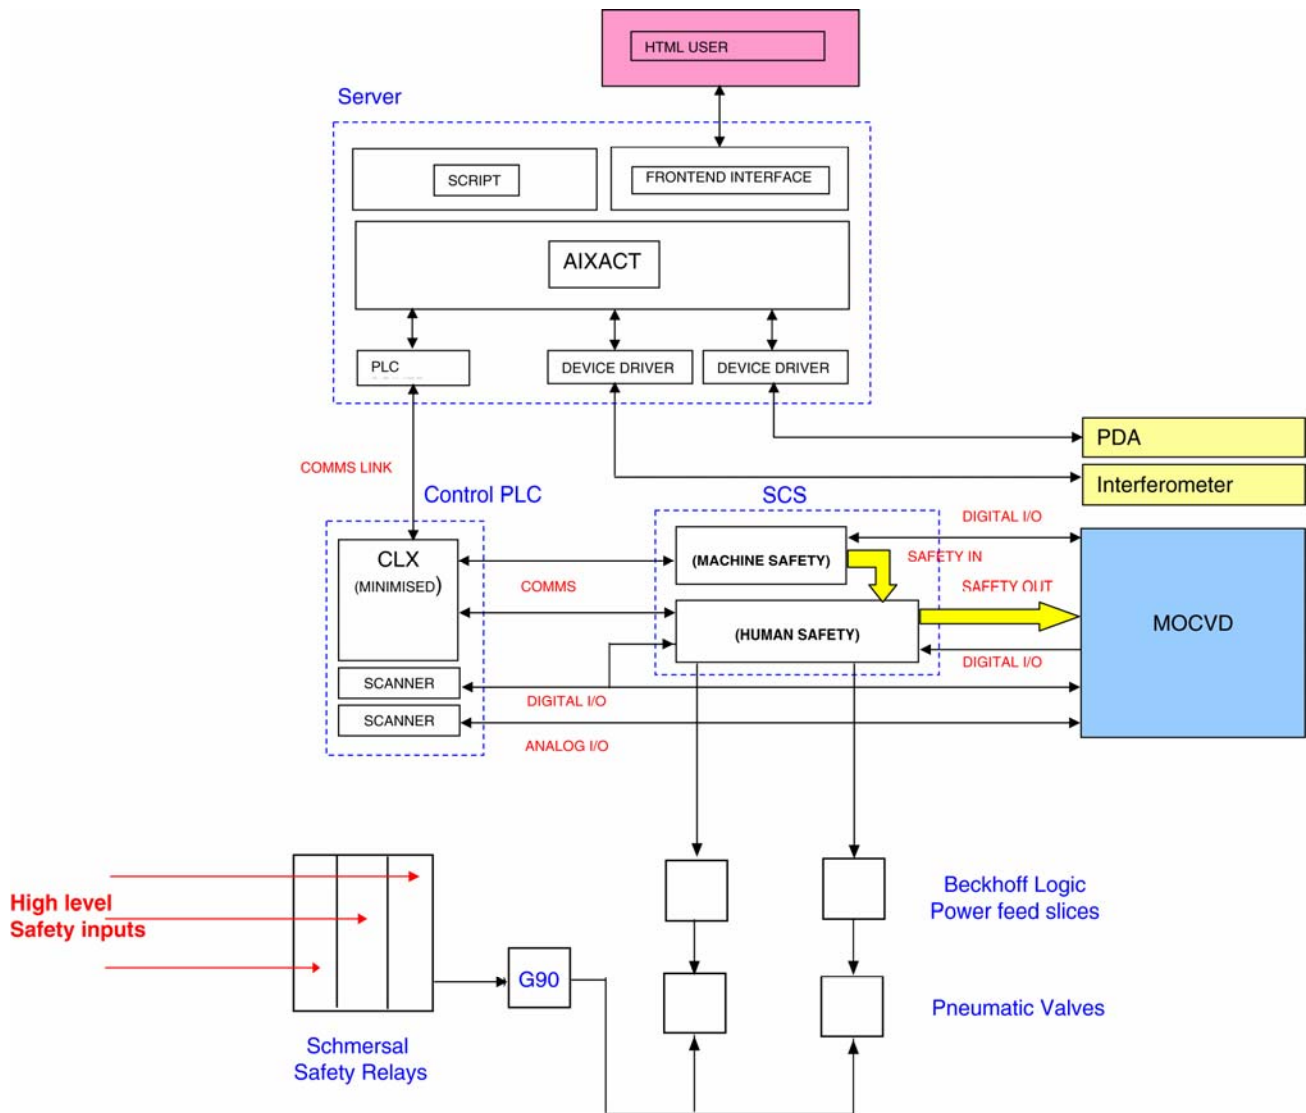 HTML USER
Server
SCRIPT
FRONTEND INTERFACE
AIXACT
PLC
DEVICE DRIVER
DEVICE DRIVER
PDA
COMMS LINK
Interferometer
Control PLC
SCS
DIGITAL I/O
CLX
(MINIMISED)
(MACHINE SAFETY)
SAFETY IN
COMMS
SAFETY OUT
(HUMAN SAFETY)
MOCVD
DIGITAL I/O
SCANNER
DIGITAL I/O
SCANNER
ANALOG I/O
High level
Safety inputs
Beckhoff Logic
Power feed slices
G90
Pneumatic Valves
Schmersal
Safety Relays